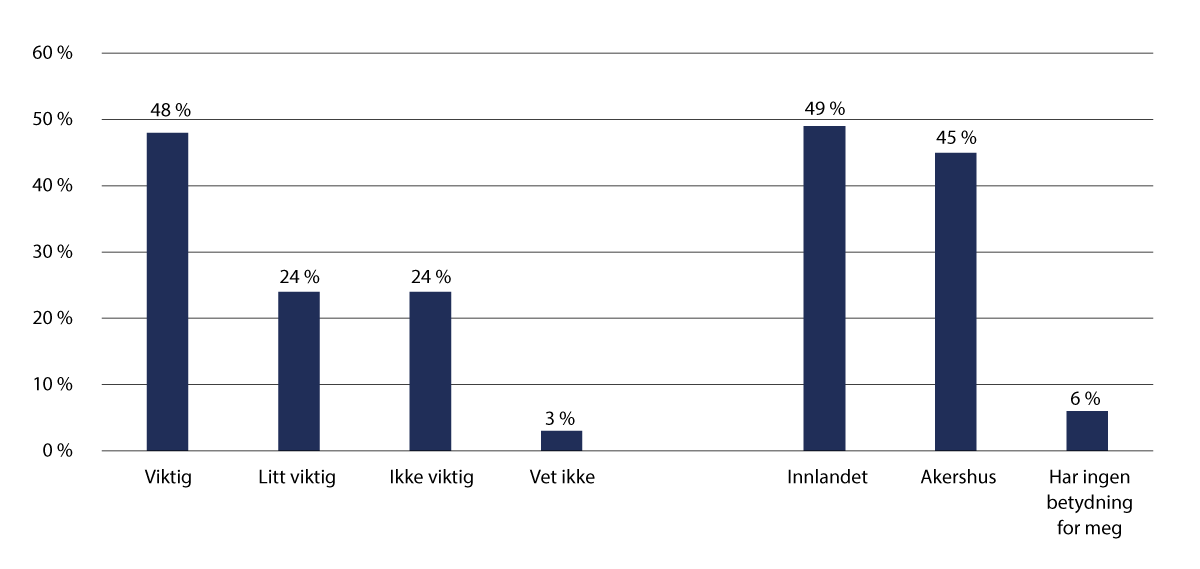 60 %
50 %
40 %
30 %
20 %
10 %
0 %
48 %
24 %
24 %
3 %
49 %
45 %
6 %
Viktig
Litt viktig
Ikke viktig
Vet ikke
Innlandet
Akershus
Har ingen
betydning
for meg